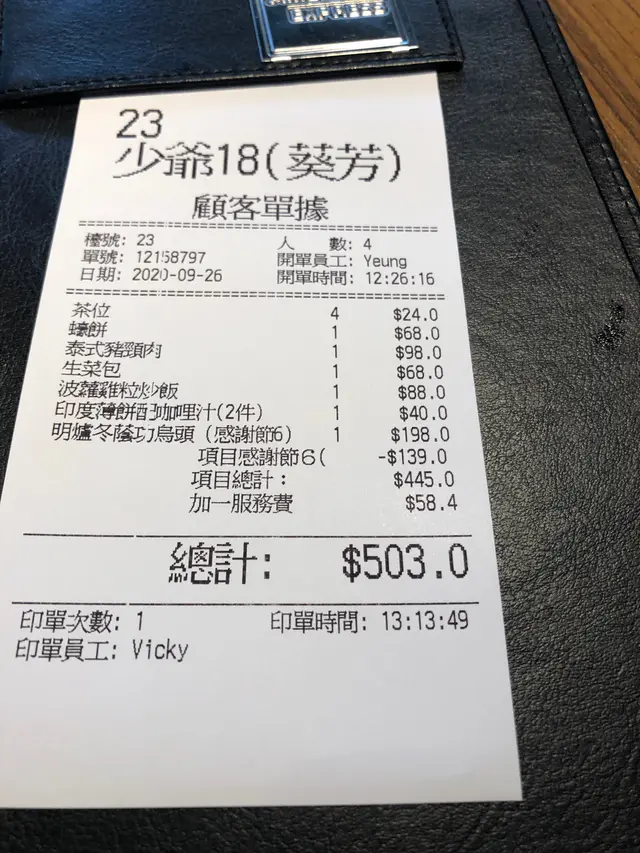 EMPRESS
23
少爺18(葵芳)
顧客單據
檯號: 23 人 數: 4
單號: 12158797 開單員工: Yeung
日期: 2020-09-26 開單時間: 12:26:16
茶位 4 $24.0
蠔餅 1 $68.0
泰式豬頸肉 1 $98.0
生菜包 1 $68.0
波蘿雞粒炒飯 1 $88.0
印度薄餅配咖哩汁(2件) 1 $40.0
明爐冬蔭功烏頭 (感謝節6) 1 $198.0
項目感謝節6( -$139.0
項目總計: $445.0
加一服務費 $58.4
總計: $503.0
印單次數: 1 印單時間: 13:13:49
印單員工: Vicky